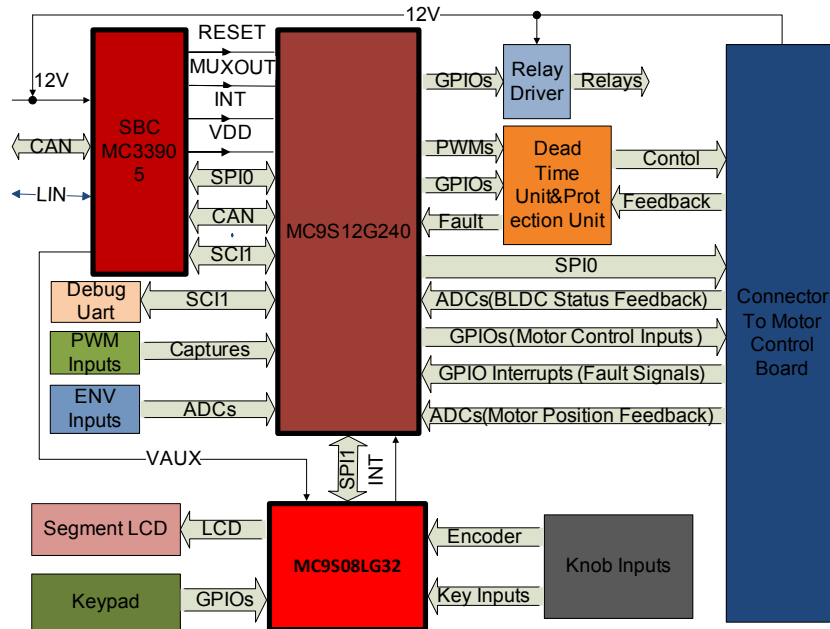 12V
RESET
MUXOUT
INT
VDD
12V
CAN
LIN
SBC
MC3390
5
SPI0
CAN
SCI1
MC9S12G240
GPIOs
Relay
Driver
Relays
PWMs
GPIOs
Fault
Dead
Time
Unit&Prot
ection Unit
Contol
Feedback
SPI0
ADCs(BLDC Status Feedback)
GPIOs(Motor Control Inputs)
GPIO Interrupts (Fault Signals)
ADCs(Motor Position Feedback)
Connector
To Motor
Control
Board
Debug
Uart
SCI1
PWM
Inputs
Captures
ENV
Inputs
ADCs
VAUX
SPI1
INT
Segment LCD
LCD
MC9S08LG32
Encoder
Knob Inputs
Keypad
GPIOs
Key Inputs